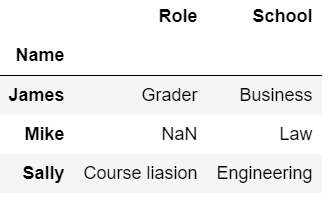 Role School
Name
James Grader Business
Mike NaN Law
Sally Course liasion Engineering